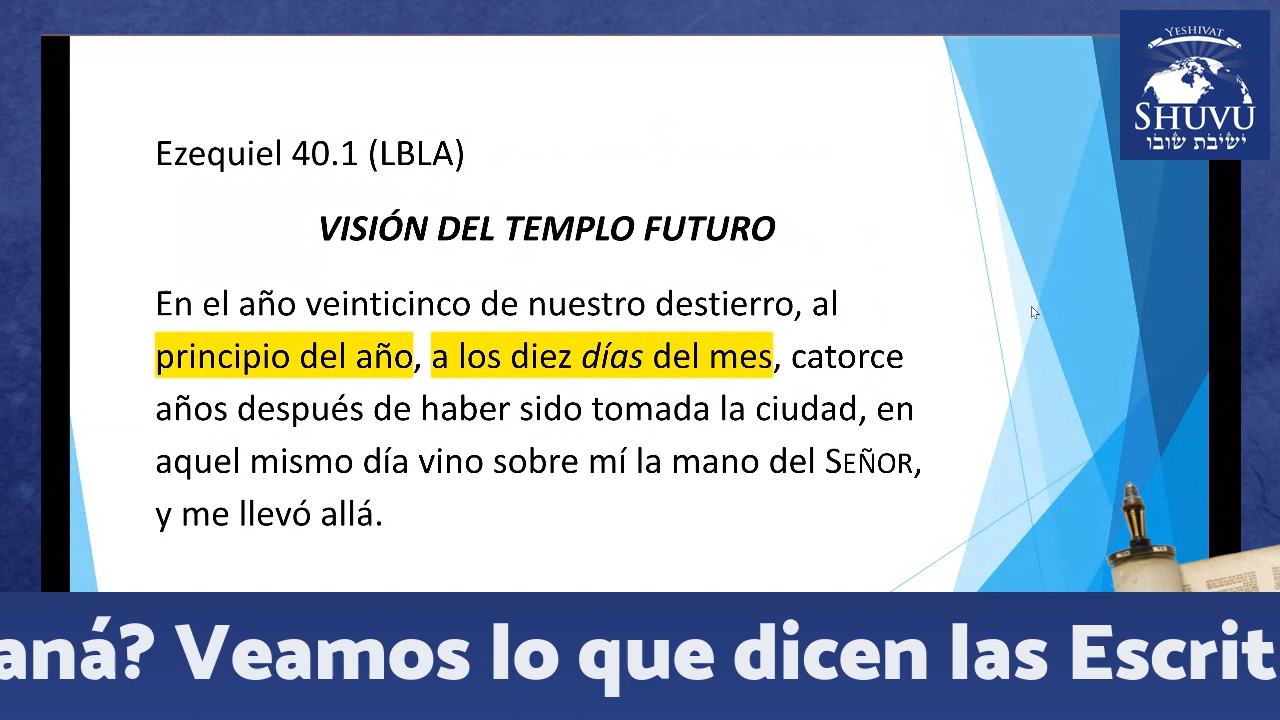 YESHIVAT
SHUVU
ישיבת שובו
Ezequiel 40.1 (LBLA)
VISIÓN DEL TEMPLO FUTURO
En el año veinticinco de nuestro destierro, al
principio del año, a los diez días del mes, catorce
años después de haber sido tomada la ciudad, en
aquel mismo día vino sobre mí la mano del SEÑOR,
y me llevó allá.
aná? Veamos lo que dicen las Escrit